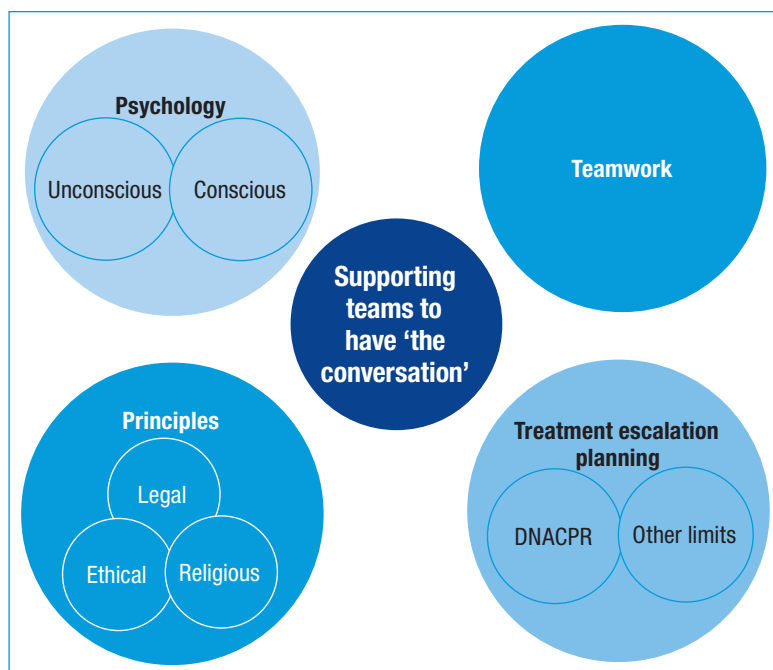 Psychology
Unconscious
Conscious
Teamwork
Supporting
teams to
have ‘the
conversation’
Principles
Legal
Ethical
Religious
Treatment escalation
planning
DNACPR
Other limits